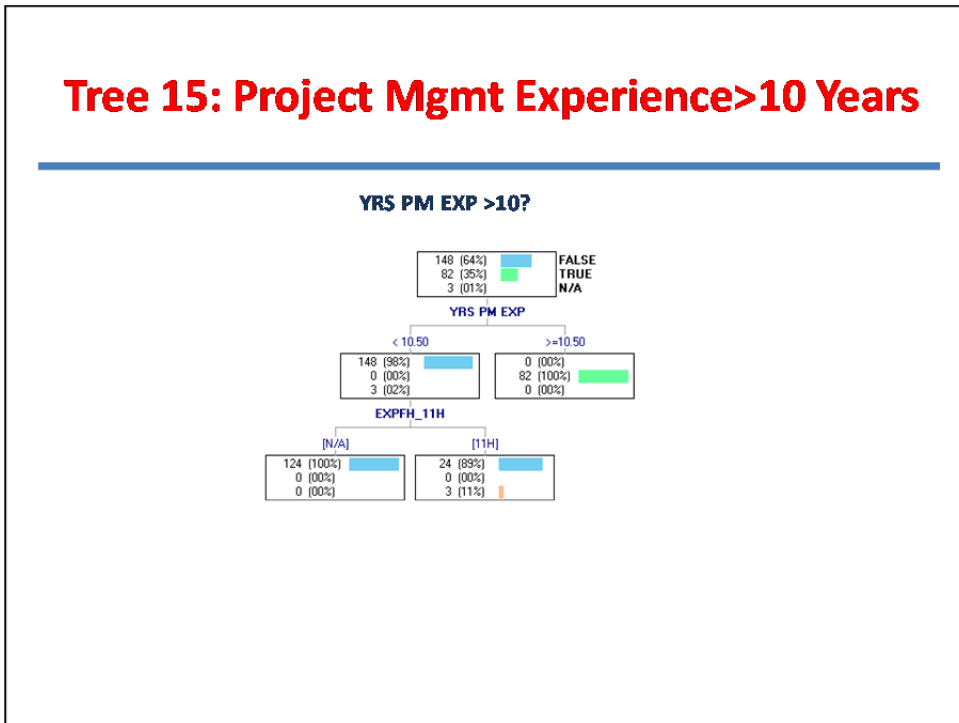 Tree 15: Project Mgmt Experience>10 Years
YRS PM EXP >10?
148 (64%) FALSE
82 (35%) TRUE
3 (01%) N/A
YRS PM EXP
< 10.50 >=10.50
148 (98%) 0 (00%)
0 (00%) 82 (100%)
3 (02%) 0 (00%)
EXPFH_11H
[N/A] [11H]
124 (100%) 24 (89%)
0 (00%) 0 (00%)
0 (00%) 3 (11%)